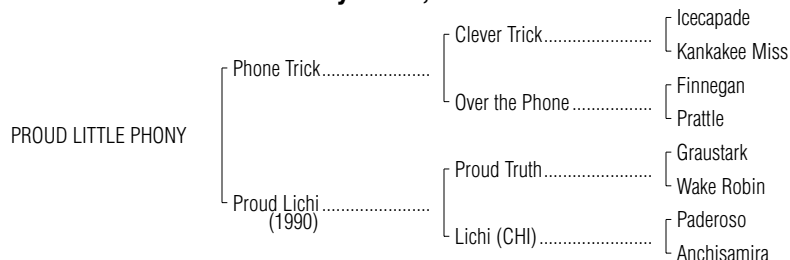 Icecapade
Clever Trick
Kankakee Miss
Phone Trick
Finnegan
Over the Phone
Prattle
PROUD LITTLE PHONY
Graustark
Proud Truth
Wake Robin
Proud Lichi
(1990)
Paderoso
Lichi (CHI)
Anchisamira